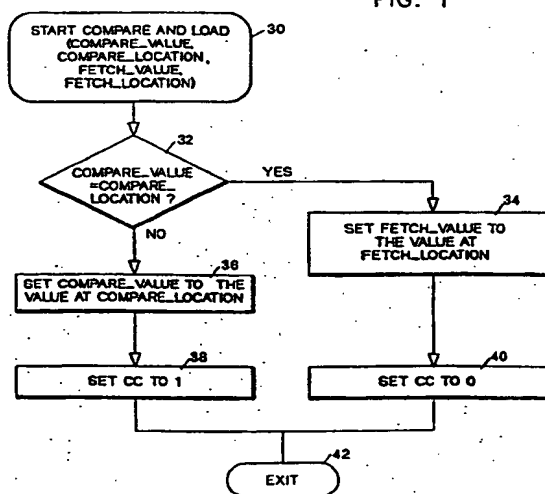 FIG. 1
START COMPARE AND LOAD
(COMPARE_VALUE,
COMPARE_LOCATION,
FETCH_VALUE,
FETCH_LOCATION)
30
32
COMPARE_VALUE
=COMPARE_
LOCATION ?
YES
NO
34
SET FETCH_VALUE TO
THE VALUE AT
FETCH_LOCATION
36
SET COMPARE_VALUE TO THE
VALUE AT COMPARE_LOCATION
38
SET CC TO 1
40
SET CC TO 0
42
EXIT